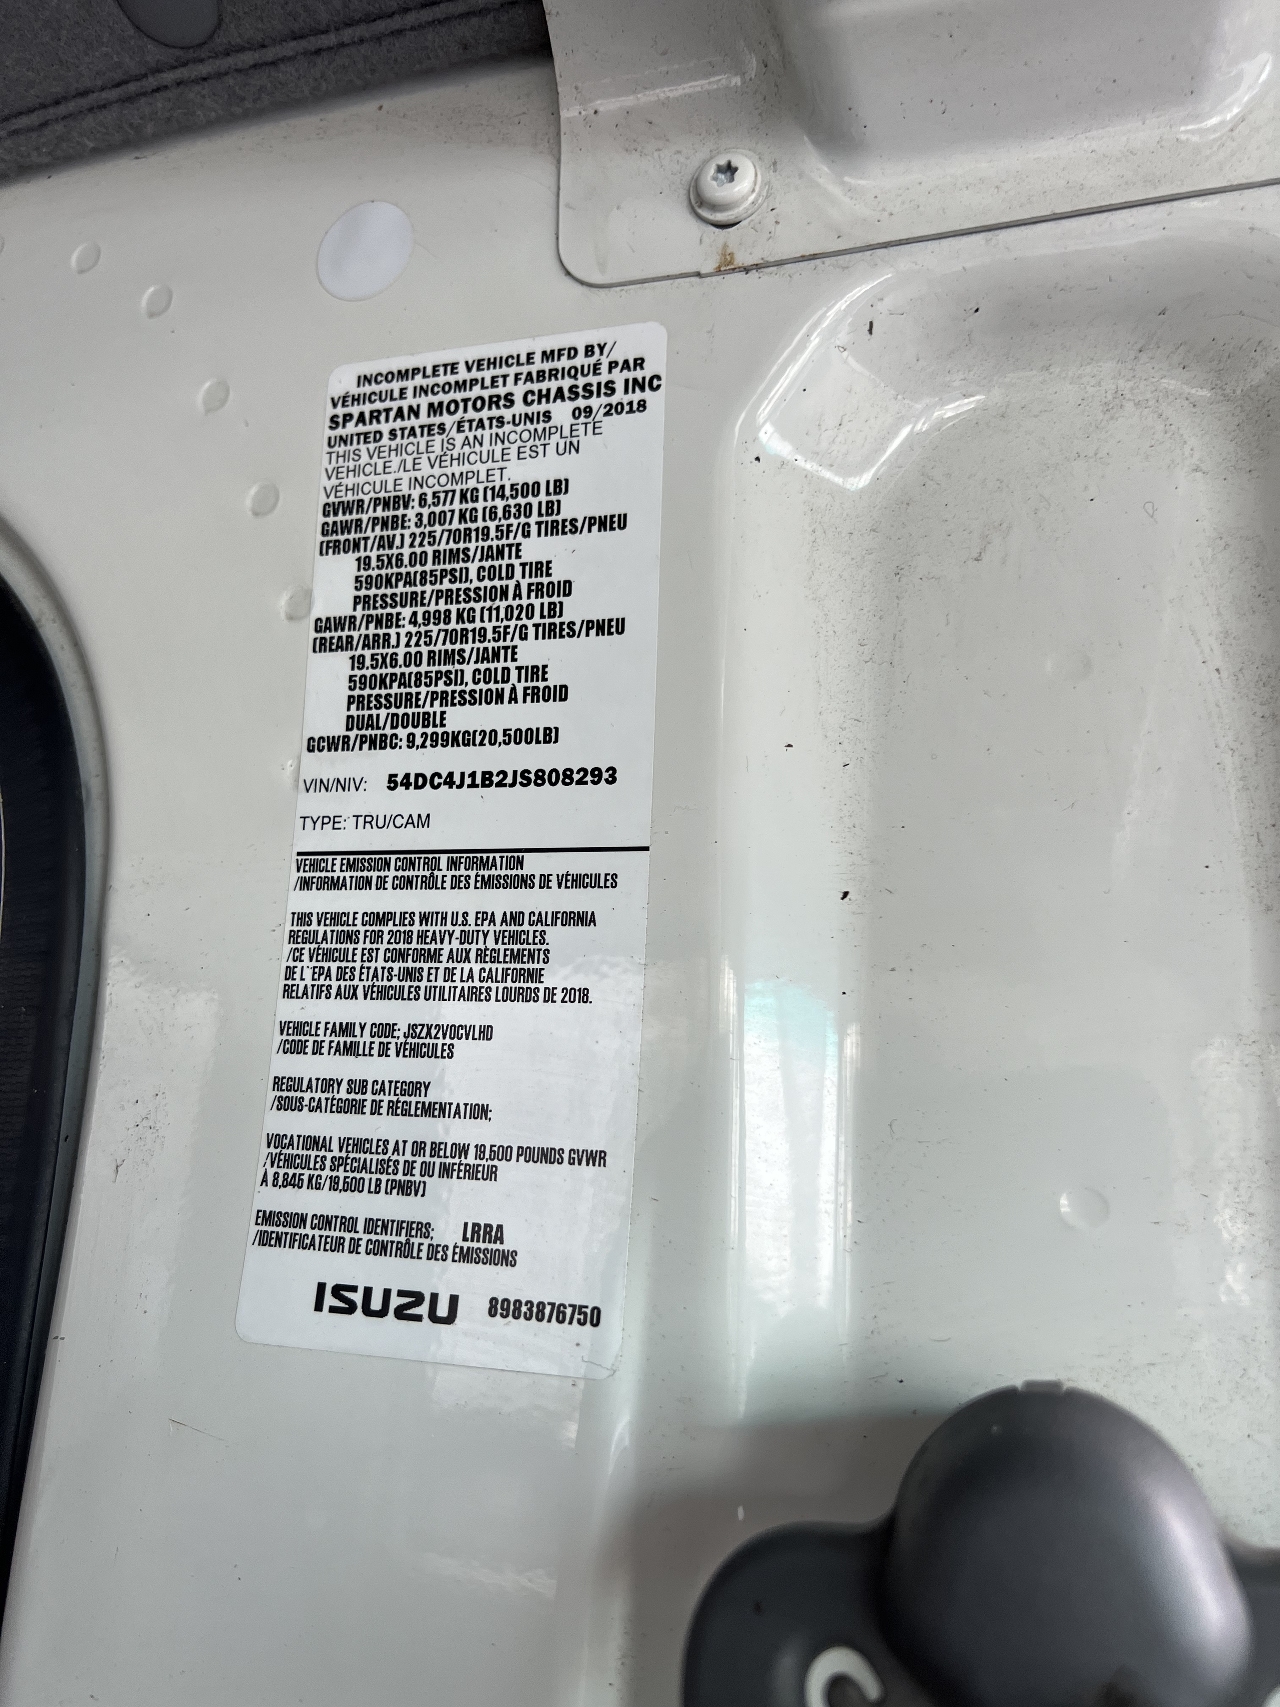 INCOMPLETE VEHICLE MFD BY/
VÉHICULE INCOMPLET FABRIQUÉ PAR
SPARTAN MOTORS CHASSIS INC
UNITED STATES/ÉTATS-UNIS 09/2018
THIS VEHICLE IS AN INCOMPLETE
VEHICLE./LE VÉHICULE EST UN
VÉHICULE INCOMPLET.
GVWR/PNBV: 6,577 KG (14,500 LB)
GAWR/PNBE: 3,007 KG (6,630 LB)
(FRONT/AV.) 225/70R19.5F/G TIRES/PNEU
19.5X6.00 RIMS/JANTE
590KPA(85PSI), COLD TIRE
PRESSURE/PRESSION À FROID
GAWR/PNBE: 4,998 KG (11,020 LB)
(REAR/ARR.) 225/70R19.5F/G TIRES/PNEU
19.5X6.00 RIMS/JANTE
590KPA(85PSI), COLD TIRE
PRESSURE/PRESSION À FROID
DUAL/DOUBLE
GCWR/PNBC: 9,299KG(20,500LB)
VIN/NIV: 54DC4J1B2JS808293
TYPE: TRU/CAM
VEHICLE EMISSION CONTROL INFORMATION
/INFORMATION DE CONTRÔLE DES ÉMISSIONS DE VÉHICULES
THIS VEHICLE COMPLIES WITH U.S. EPA AND CALIFORNIA
REGULATIONS FOR 2018 HEAVY-DUTY VEHICLES.
/CE VÉHICULE EST CONFORME AUX RÈGLEMENTS
DE L'EPA DES ÉTATS-UNIS ET DE LA CALIFORNIE
RELATIFS AUX VÉHICULES UTILITAIRES LOURDS DE 2018.
VEHICLE FAMILY CODE; JSZX2VOCVLHD
/CODE DE FAMILLE DE VÉHICULES
REGULATORY SUB CATEGORY
/SOUS-CATÉGORIE DE RÉGLEMENTATION;
VOCATIONAL VEHICLES AT OR BELOW 19,500 POUNDS GVWR
/VÉHICULES SPÉCIALISÉS DE OU INFÉRIEUR
À 8,845 KG/19,500 LB (PNBV)
EMISSION CONTROL IDENTIFIERS; LRRA
/IDENTIFICATEUR DE CONTRÔLE DES ÉMISSIONS
ISUZU 8983876750